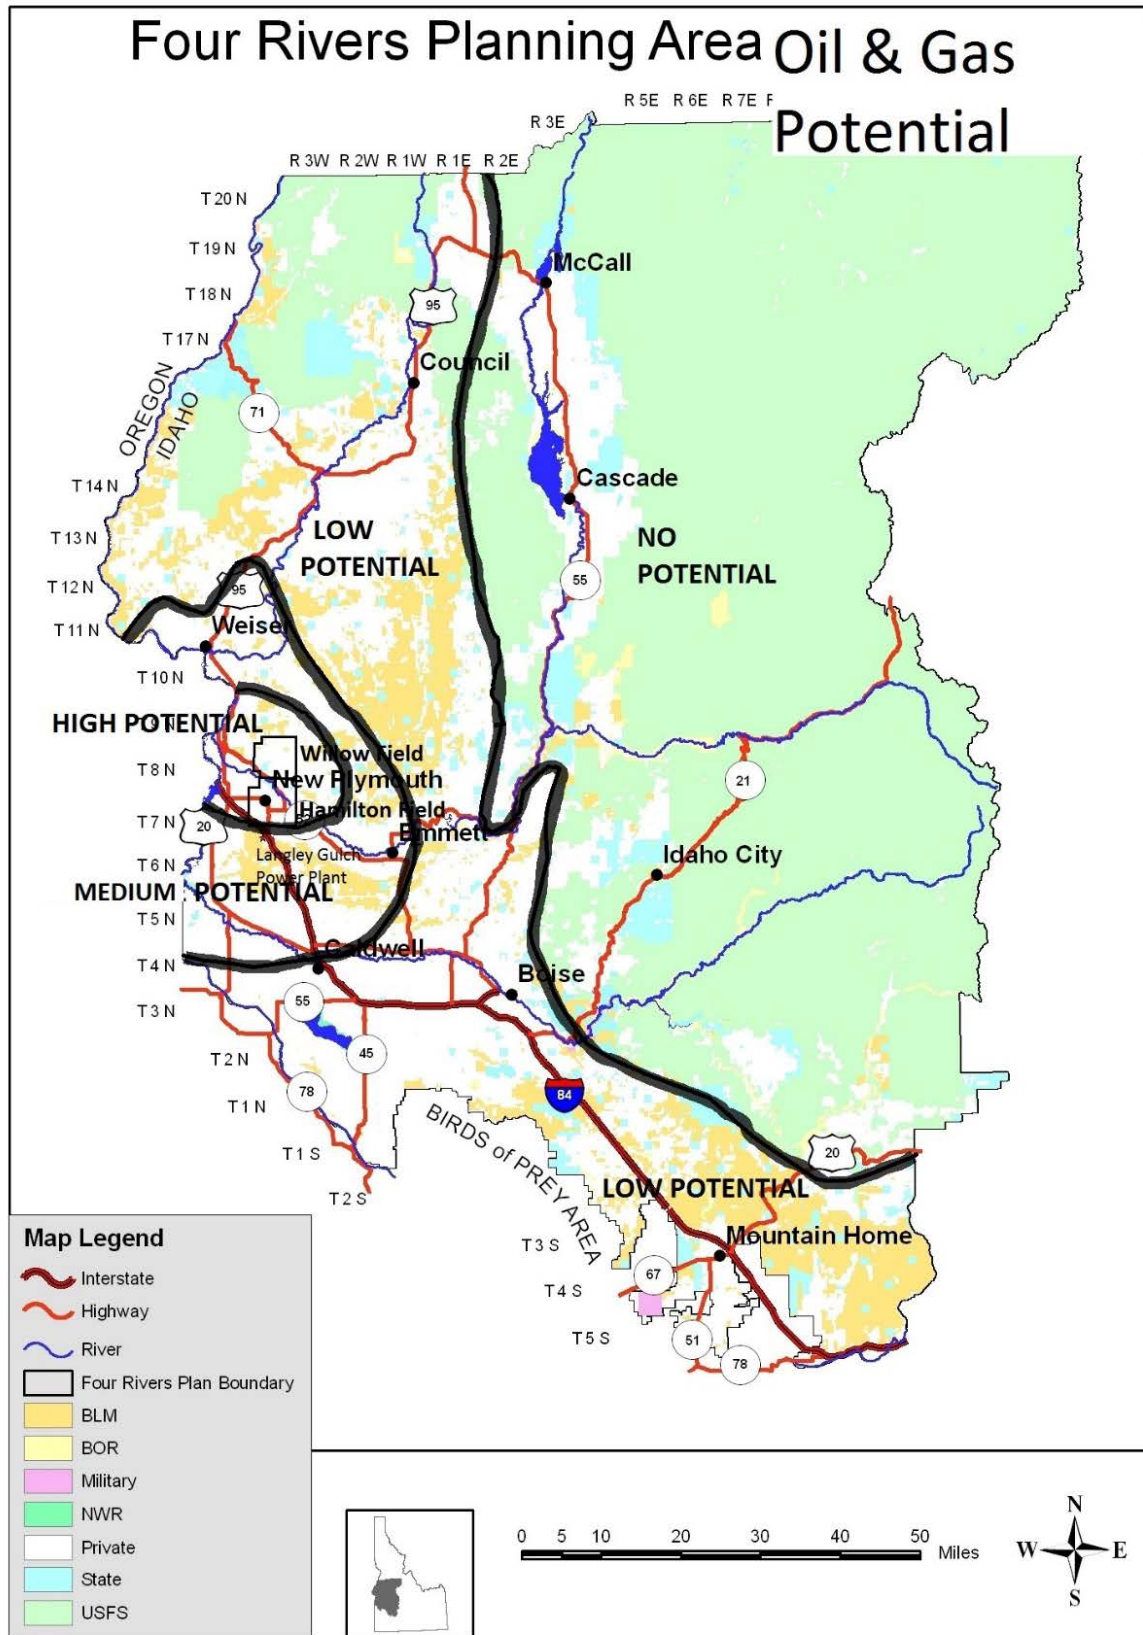 Four Rivers Planning Area Oil & Gas
Potential
R 5E R 6E R 7E
R 3E
R 3W R 2W R 1W R 1E R 2E
T 20 N
T 19 N
McCall
T 18 N
95
T 17 N
Council
OREGON
IDAHO
71
Cascade
T 14 N
LOW
POTENTIAL
T 13 N
NO
POTENTIAL
T 12 N
95
55
T 11 N
Weiser
T 10 N
HIGH POTENTIAL
Willow Field
T 8 N
New Plymouth
21
Hamilton Field
T 7 N
20
Emmett
Langley Gulch
Power Plant
Idaho City
T 6 N
MEDIUM POTENTIAL
T 5 N
Caldwell
T 4 N
Boise
55
T 3 N
45
T 2 N
78
84
T 1 N
BIRDS of PREY AREA
T 1 S
20
T 2 S
LOW POTENTIAL
Mountain Home
T 3 S
67
T 4 S
T 5 S
51
78
Map Legend
Interstate
Highway
River
Four Rivers Plan Boundary
BLM
BOR
Military
NWR
Private
State
USFS
0 5 10 20 30 40 50
Miles
N
W E
S